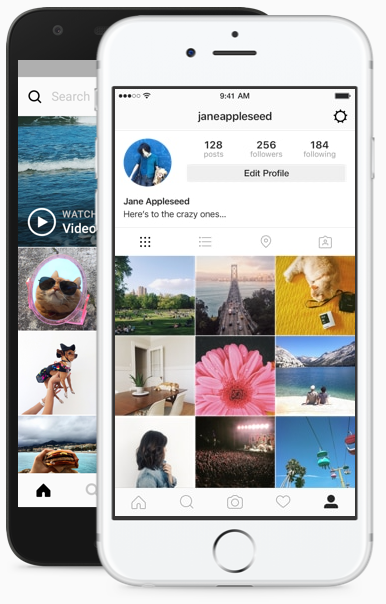 Search
WATCH
Video
9:41 AM
janeappleseed
128
posts
256
followers
184
following
Edit Profile
Jane Appleseed
Here's to the crazy ones...